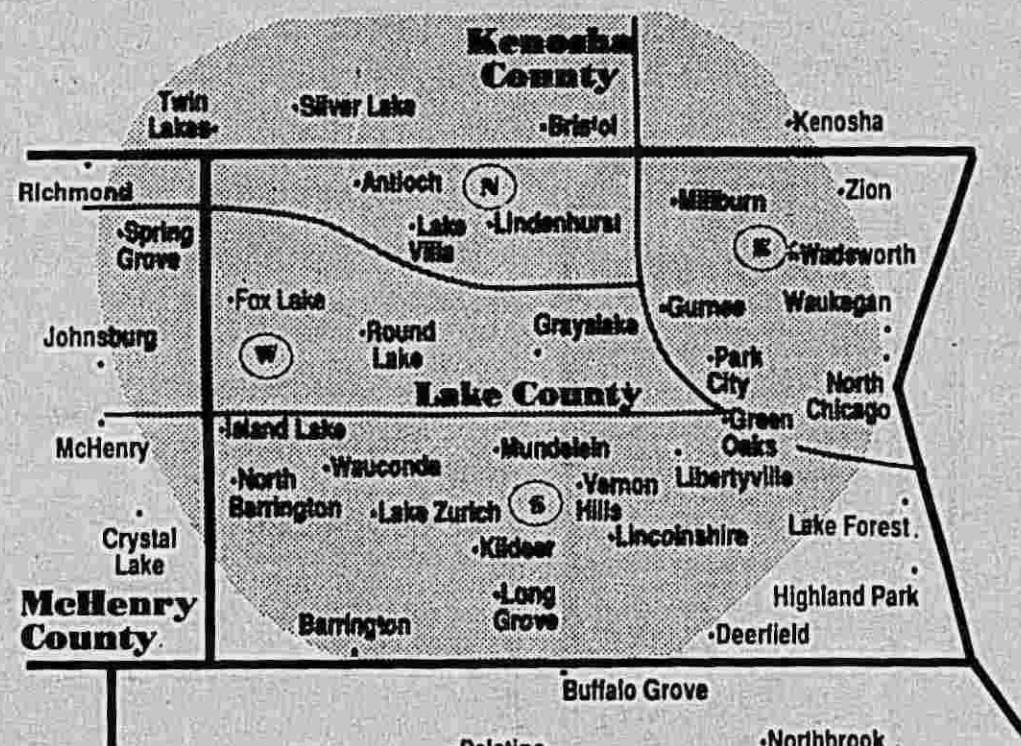 Kenosha
County
Twin
Lakes
Silver Lake
Bristol
Kenosha
Richmond
Antioch
N
Millburn
Zion
Spring
Grove
Lake
Villa
Lindenhurst
E
Wadsworth
Fox Lake
Gurnee
Waukegan
Johnsburg
W
Round
Lake
Grayslake
Park
City
North
Chicago
Lake County
Green
Oaks
McHenry
Island Lake
Mundelein
North
Barrington
Wauconda
Libertyville
Lake Zurich
S
Vernon
Hills
Crystal
Lake
Kildeer
Lincolnshire
Lake Forest
McHenry
County
Long
Grove
Highland Park
Barrington
Deerfield
Buffalo Grove
Palatine
Northbrook